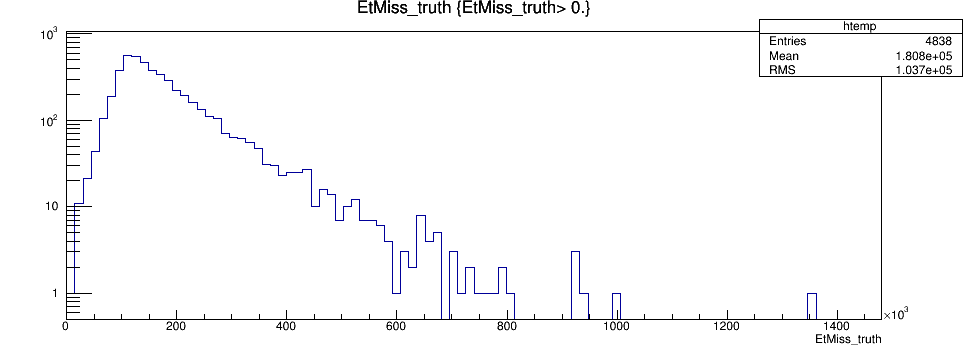 EtMiss_truth {EtMiss_truth> 0.}
htemp
Entries 4838
Mean 1.808e+05
RMS 1.037e+05
10³
10²
10
1
0 200 400 600 800 1000 1200 1400
×10³
EtMiss_truth